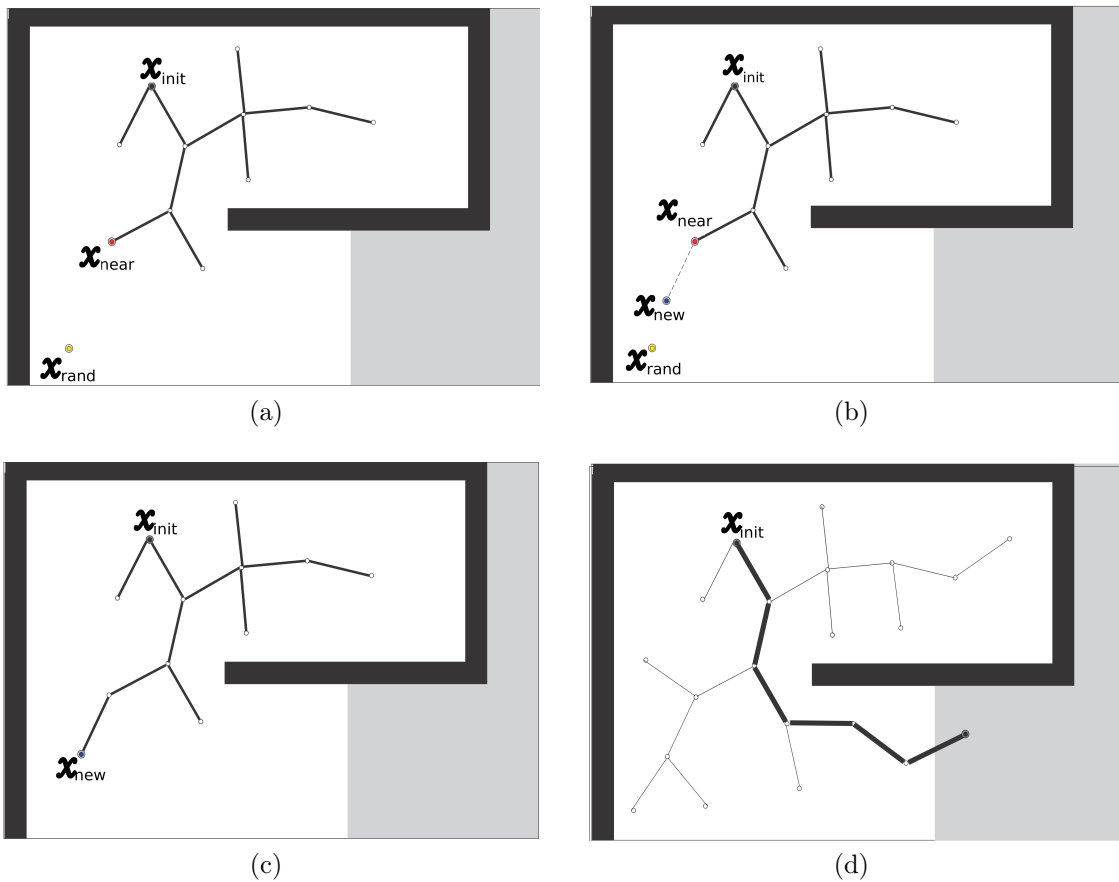 x_init
x_near
x_rand
(a)
x_init
x_near
x_new
x_rand
(b)
x_init
x_new
(c)
x_init
(d)